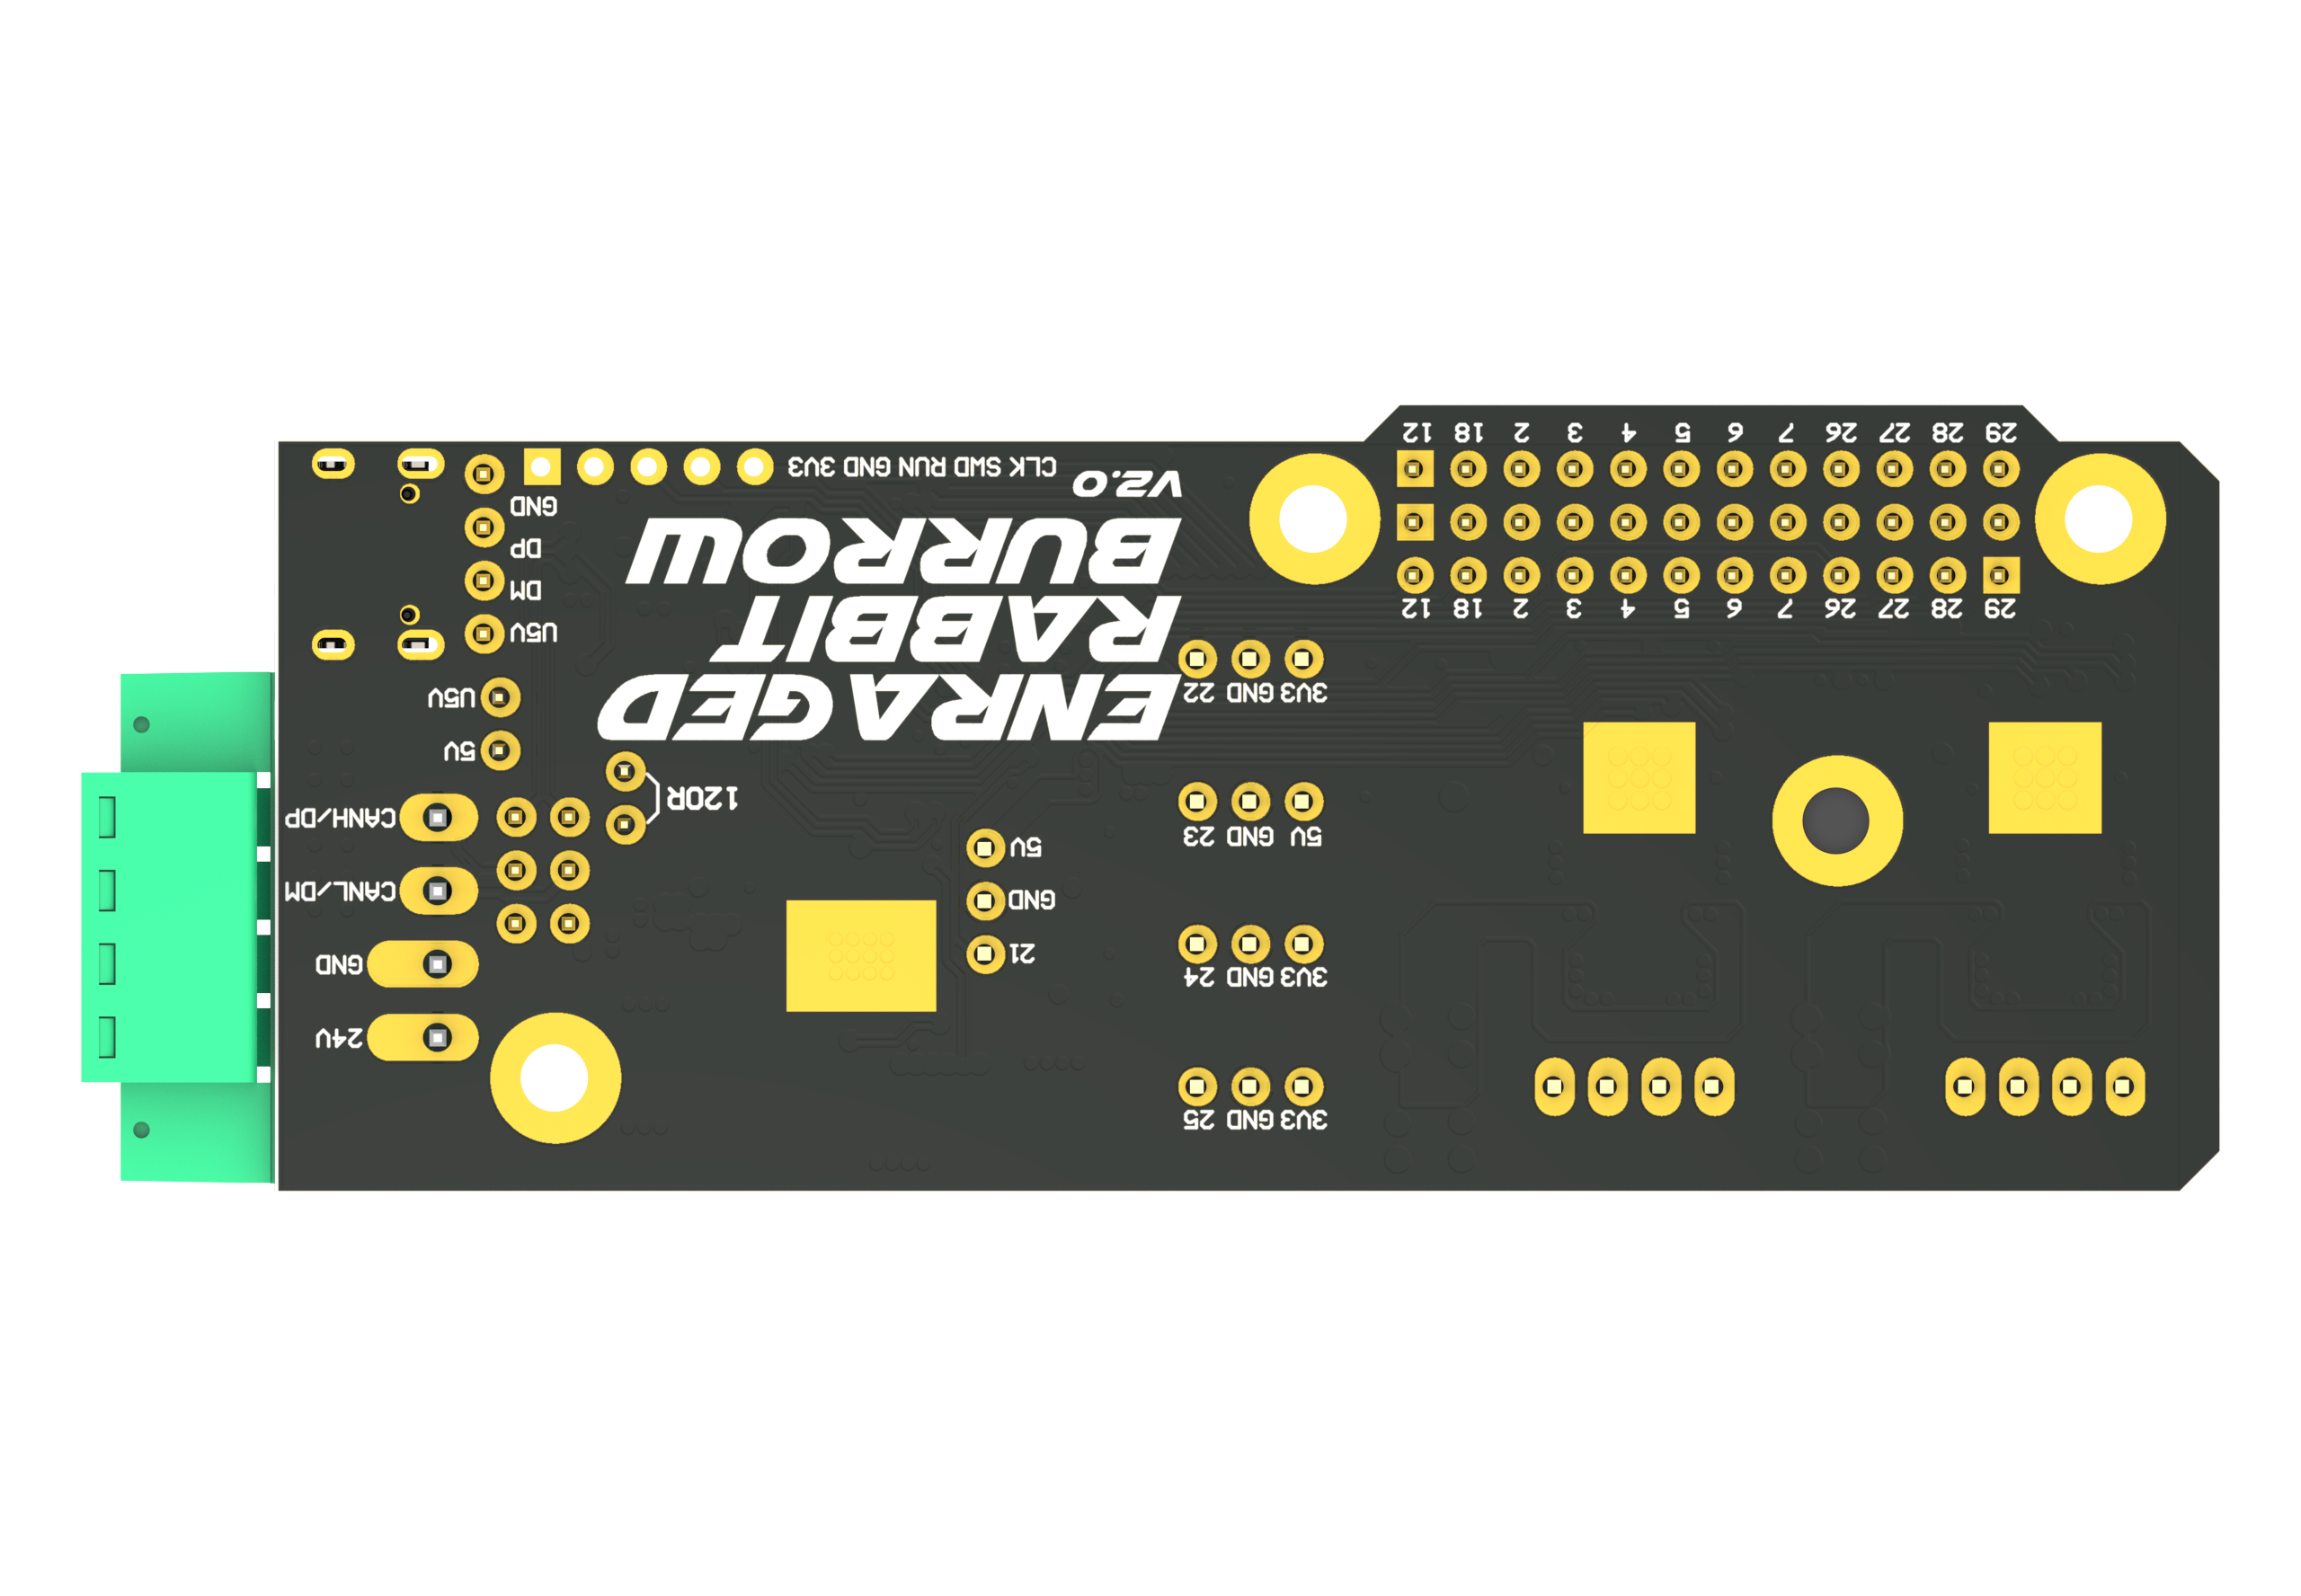 3V3 GND 25
24V
3V3 GND 24
GND
21
GND
5V
CANL/DM
5V GND 23
CANH/DP
120R
5V
U5V
3V3 GND 22
ENRAGED
RABBIT
BURROW
V2.0
29 28 27 26 7 6 5 4 3 2 18 12
U5V
DM
DP
GND
CLK SWD RUN GND 3V3
29 28 27 26 7 6 5 4 3 2 18 12